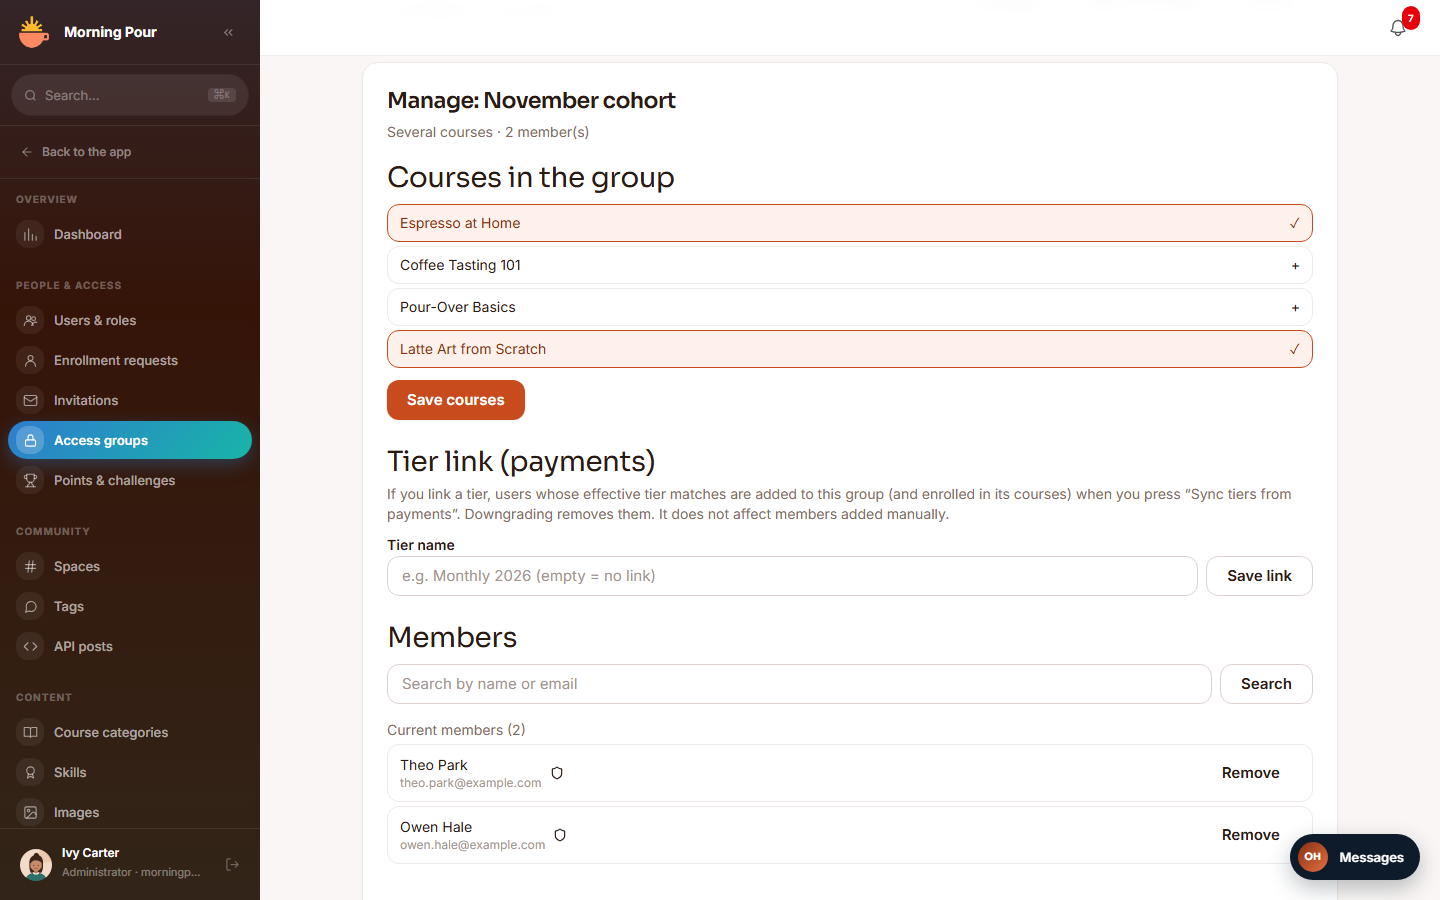 Morning Pour
Search...
⌘K
Back to the app
OVERVIEW
Dashboard
PEOPLE & ACCESS
Users & roles
Enrollment requests
Invitations
Access groups
Points & challenges
COMMUNITY
Spaces
Tags
API posts
CONTENT
Course categories
Skills
Images
Ivy Carter
Administrator · morningp...
7
Manage: November cohort
Several courses · 2 member(s)
Courses in the group
Espresso at Home ✓
Coffee Tasting 101 +
Pour-Over Basics +
Latte Art from Scratch ✓
Save courses
Tier link (payments)
If you link a tier, users whose effective tier matches are added to this group (and enrolled in its courses) when you press “Sync tiers from
payments”. Downgrading removes them. It does not affect members added manually.
Tier name
e.g. Monthly 2026 (empty = no link)
Save link
Members
Search by name or email
Search
Current members (2)
Theo Park
theo.park@example.com
Remove
Owen Hale
owen.hale@example.com
Remove
OH
Messages